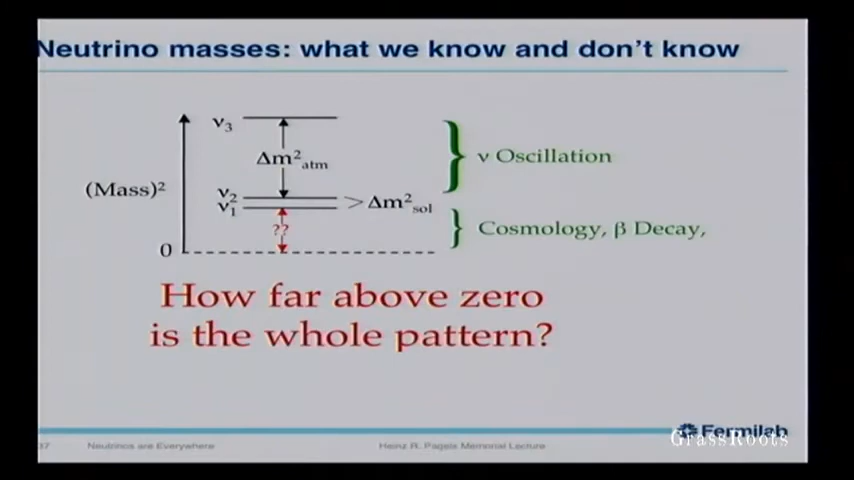 Neutrino masses: what we know and don't know
ν3
Δm²atm
ν Oscillation
(Mass)²
ν2
ν1
>Δm²sol
??
Cosmology, β Decay,
0
How far above zero
is the whole pattern?
Fermilab
GrassRoots
37
Neutrinos are Everywhere
Heinz R. Pagels Memorial Lecture